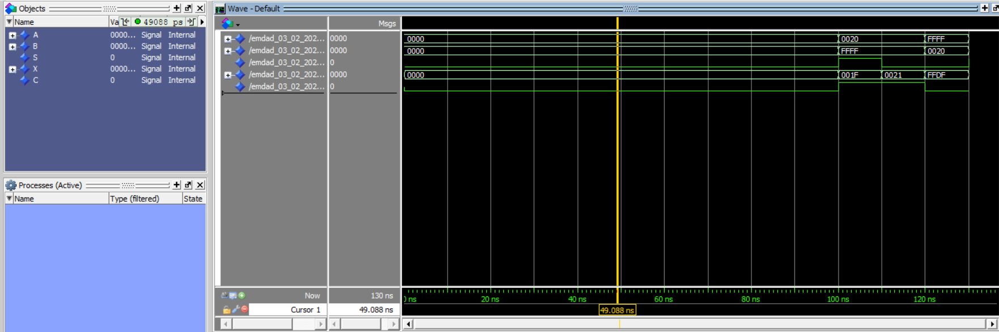 Objects
Name Va 49088 ps
A 0000... Signal Internal
B 0000... Signal Internal
S 0 Signal Internal
X 0000... Signal Internal
C 0 Signal Internal
Processes (Active)
Name Type (filtered) State
Wave - Default
Msgs
/emdad_03_02_202... 0000 0000 0020 FFFF
/emdad_03_02_202... 0000 0000 FFFF 0020
/emdad_03_02_202... 0
/emdad_03_02_202... 0000 0000 001F 0021 FFDF
/emdad_03_02_202... 0
Now 130 ns
ns 20 ns 40 ns 60 ns 80 ns 100 ns 120 ns
Cursor 1 49.088 ns 49.088 ns